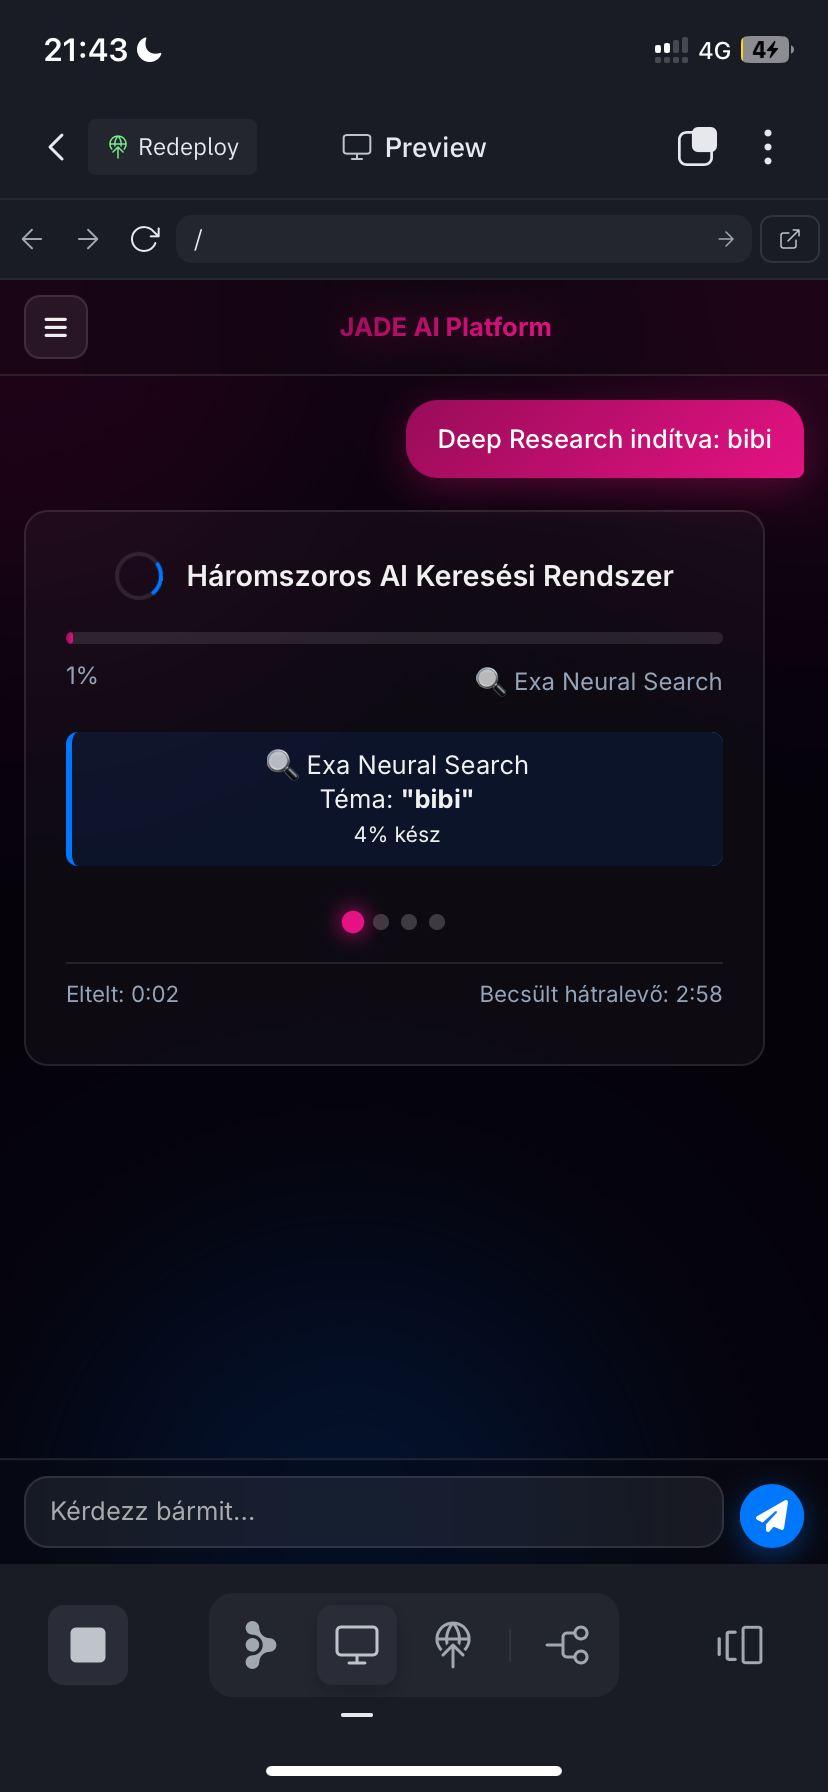 21:43
4G
4
Redeploy
Preview
/
JADE AI Platform
Deep Research indítva: bibi
Háromszoros AI Keresési Rendszer
1%
🔍 Exa Neural Search
🔍 Exa Neural Search
Téma: "bibi"
4% kész
Eltelt: 0:02
Becsült hátralevő: 2:58
Kérdezz bármit...